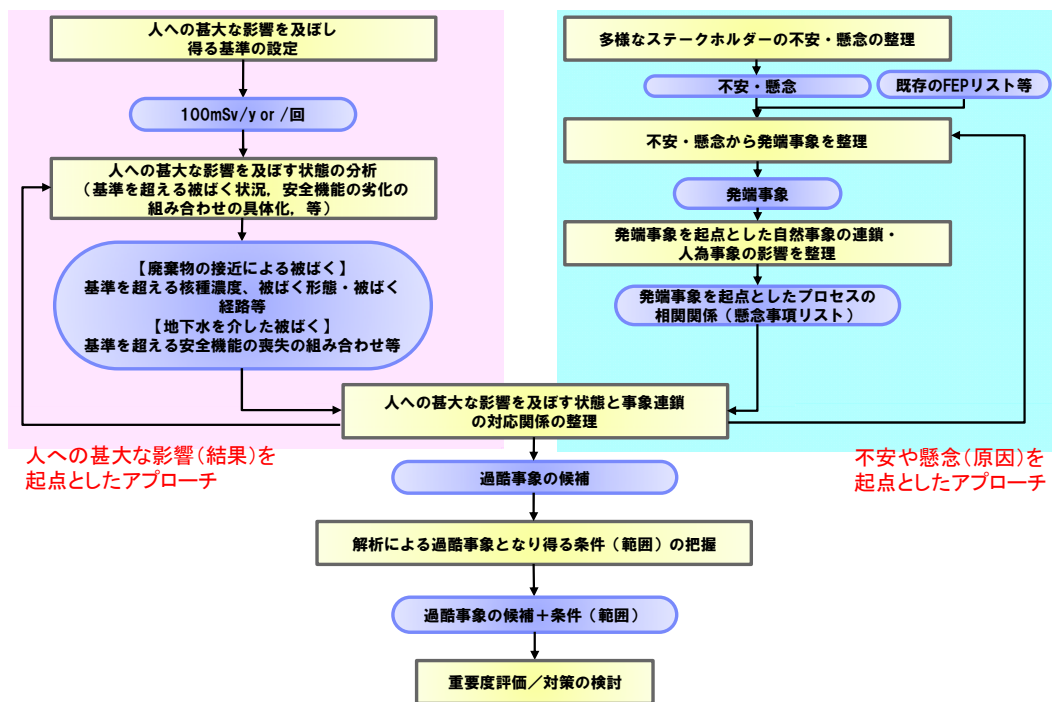 人への甚大な影響を及ぼし
得る基準の設定
100mSv/y or /回
人への甚大な影響を及ぼす状態の分析
（基準を超える被ばく状況，安全機能の劣化の
組み合わせの具体化，等）
【廃棄物の接近による被ばく】
基準を超える核種濃度、被ばく形態・被ばく
経路等
【地下水を介した被ばく】
基準を超える安全機能の喪失の組み合わせ等
人への甚大な影響(結果)を
起点としたアプローチ
多様なステークホルダーの不安・懸念の整理
不安・懸念
既存のFEPリスト等
不安・懸念から発端事象を整理
発端事象
発端事象を起点とした自然事象の連鎖・
人為事象の影響を整理
発端事象を起点としたプロセスの
相関関係（懸念事項リスト）
不安や懸念(原因)を
起点としたアプローチ
人への甚大な影響を及ぼす状態と事象連鎖
の対応関係の整理
過酷事象の候補
解析による過酷事象となり得る条件（範囲）の把握
過酷事象の候補＋条件（範囲）
重要度評価／対策の検討